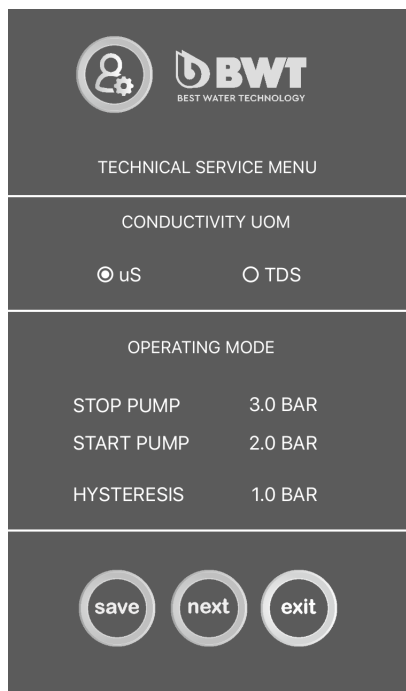 BWT
BEST WATER TECHNOLOGY
TECHNICAL SERVICE MENU
CONDUCTIVITY UOM
uS TDS
OPERATING MODE
STOP PUMP 3.0 BAR
START PUMP 2.0 BAR
HYSTERESIS 1.0 BAR
save next exit